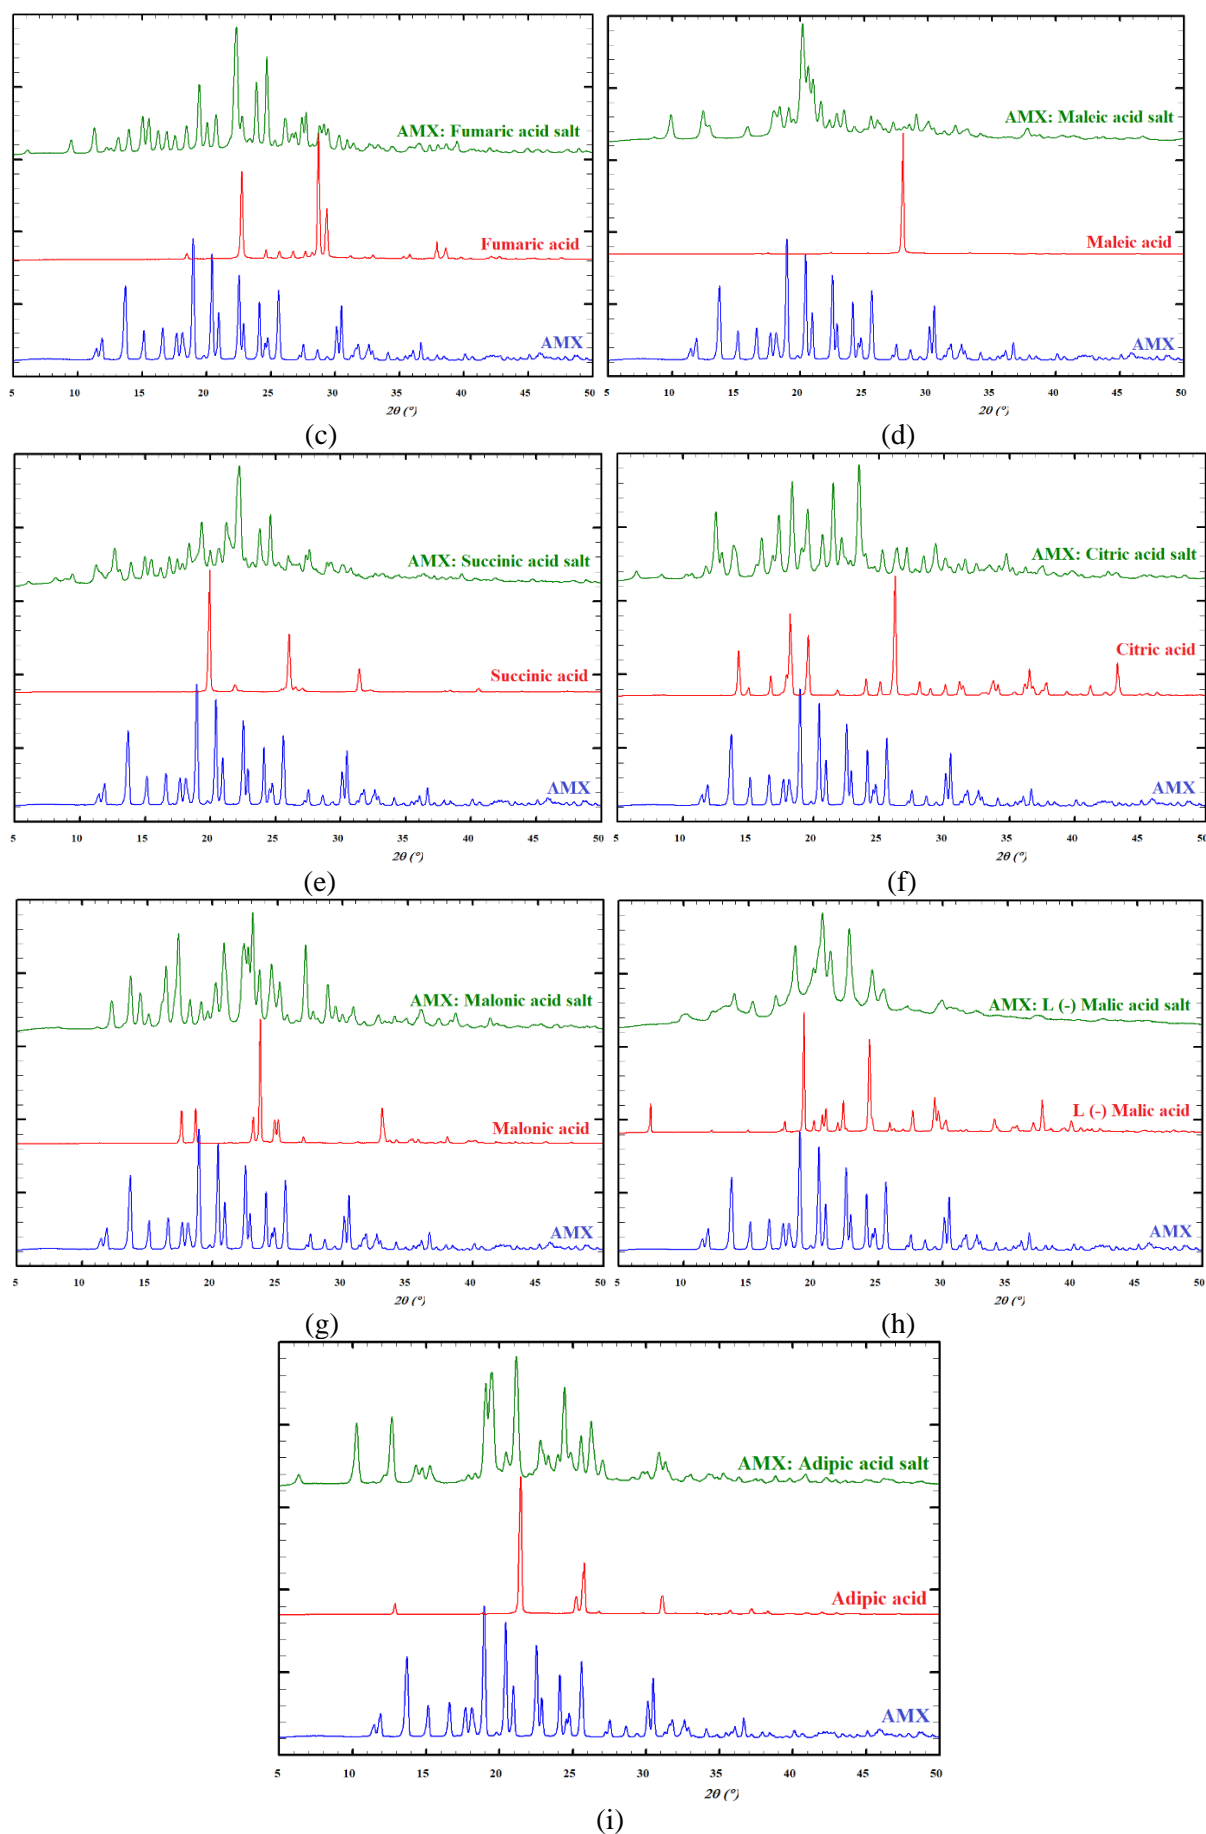 AMX: Fumaric acid salt
Fumaric acid
AMX
5 10 15 20 25 30 35 40 45 50
2θ (°)
(c)
AMX: Maleic acid salt
Maleic acid
AMX
5 10 15 20 25 30 35 40 45 50
2θ (°)
(d)
AMX: Succinic acid salt
Succinic acid
AMX
5 10 15 20 25 30 35 40 45 50
2θ (°)
(e)
AMX: Citric acid salt
Citric acid
AMX
5 10 15 20 25 30 35 40 45 50
2θ (°)
(f)
AMX: Malonic acid salt
Malonic acid
AMX
5 10 15 20 25 30 35 40 45 50
2θ (°)
(g)
AMX: L (-) Malic acid salt
L (-) Malic acid
AMX
5 10 15 20 25 30 35 40 45 50
2θ (°)
(h)
AMX: Adipic acid salt
Adipic acid
AMX
5 10 15 20 25 30 35 40 45 50
2θ (°)
(i)